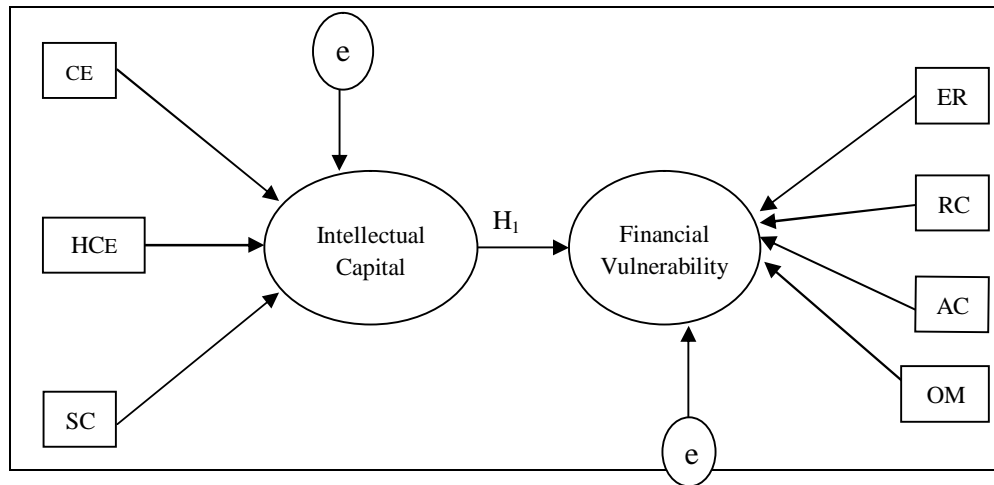 e
CE
ER
HCE
Intellectual
Capital
H1
Financial
Vulnerability
RC
AC
SC
OM
e